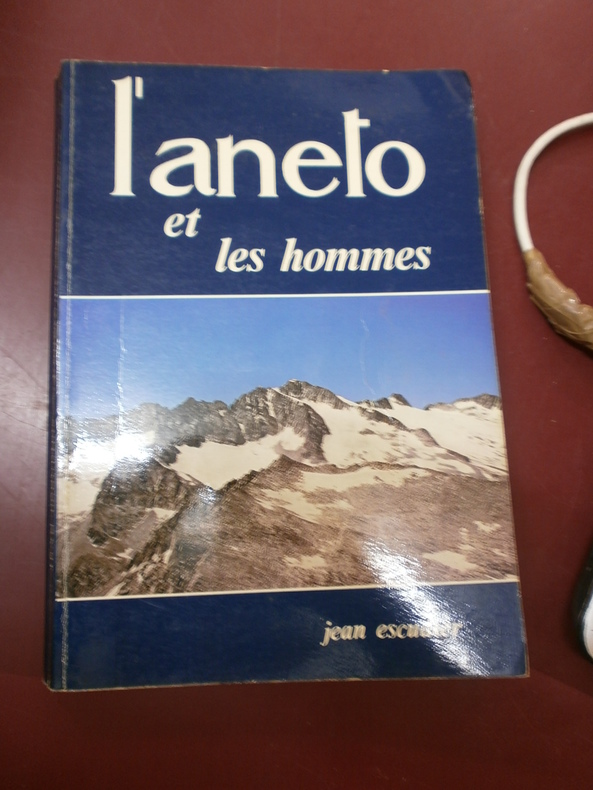 l'aneto
et
les hommes
jean